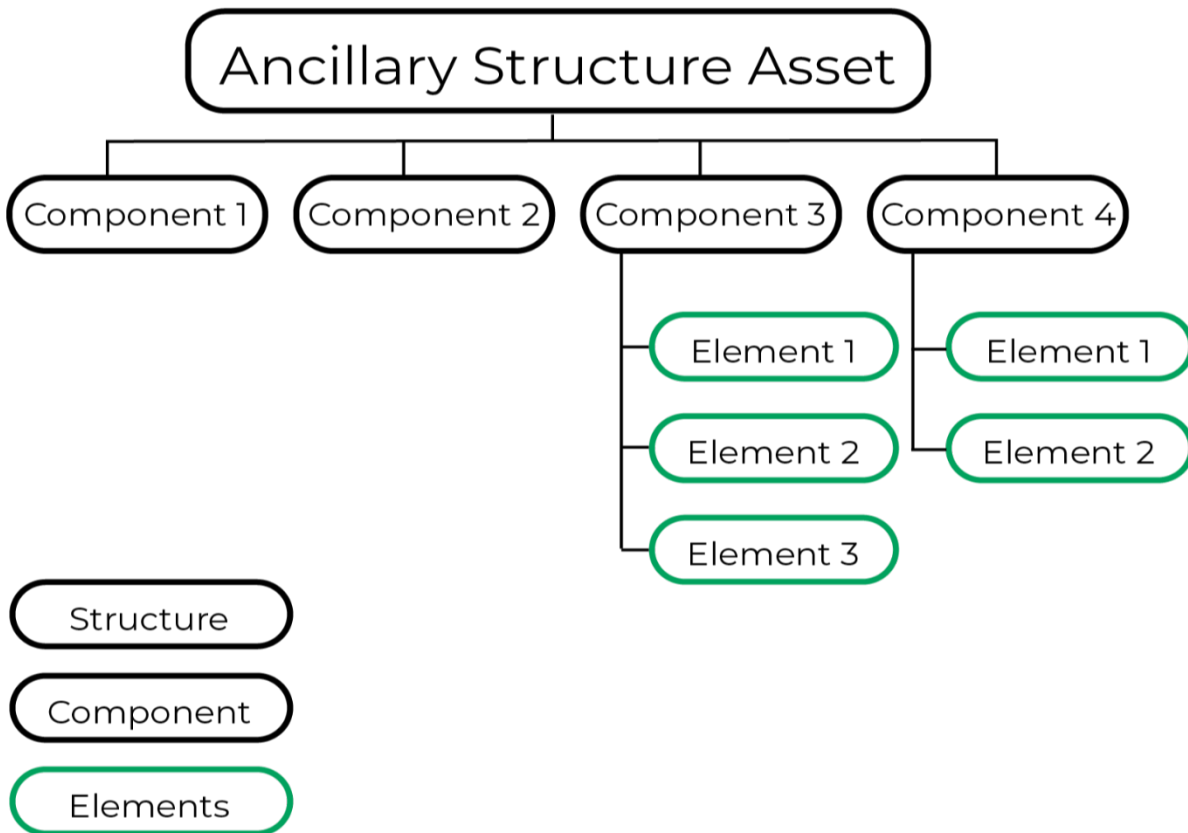 Ancillary Structure Asset
Component 1
Component 2
Component 3
Component 4
Element 1
Element 1
Element 2
Element 2
Element 3
Structure
Component
Elements